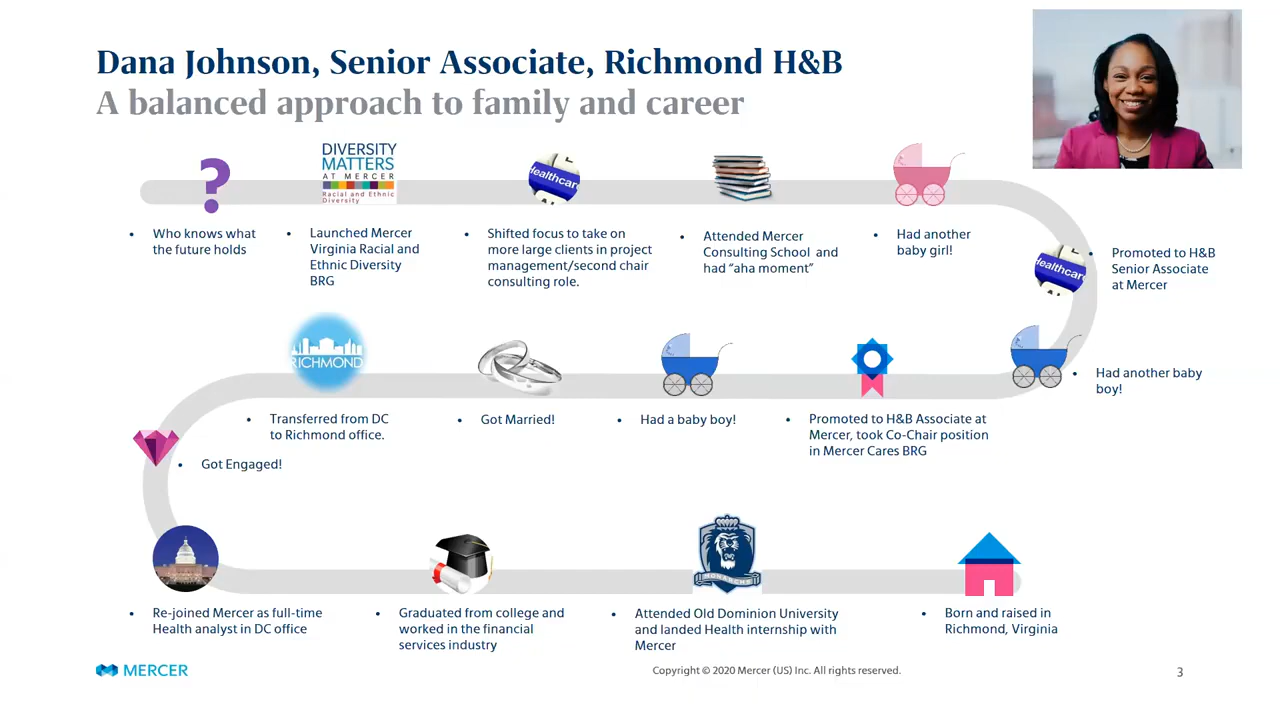 Dana Johnson, Senior Associate, Richmond H&B
A balanced approach to family and career
?
DIVERSITY
MATTERS
AT MERCER
Racial and Ethnic
Diversity
Healthcare
• Who knows what
the future holds
• Launched Mercer
Virginia Racial and
Ethnic Diversity
BRG
• Shifted focus to take on
more large clients in project
management/second chair
consulting role.
• Attended Mercer
Consulting School and
had “aha moment”
• Had another
baby girl!
Healthcare
• Promoted to H&B
Senior Associate
at Mercer
RICHMOND
• Had another baby
boy!
• Transferred from DC
to Richmond office.
• Got Married!
• Had a baby boy!
• Promoted to H&B Associate at
Mercer, took Co-Chair position
in Mercer Cares BRG
• Got Engaged!
MONARCHS
• Re-joined Mercer as full-time
Health analyst in DC office
• Graduated from college and
worked in the financial
services industry
• Attended Old Dominion University
and landed Health internship with
Mercer
• Born and raised in
Richmond, Virginia
MERCER
Copyright © 2020 Mercer (US) Inc. All rights reserved.
3